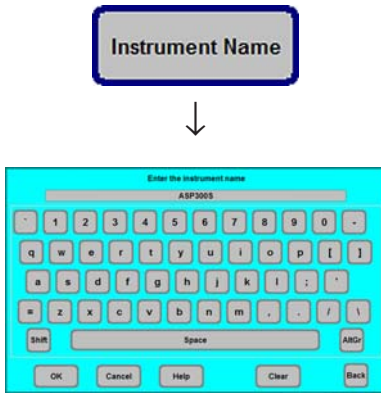 Instrument Name
↓
Enter the instrument name
ASP300S
` 1 2 3 4 5 6 7 8 9 0 -
q w e r t y u i o p [ ]
a s d f g h j k l ; '
= z x c v b n m , . / \
Shift Space AltGr
OK Cancel Help Clear Back